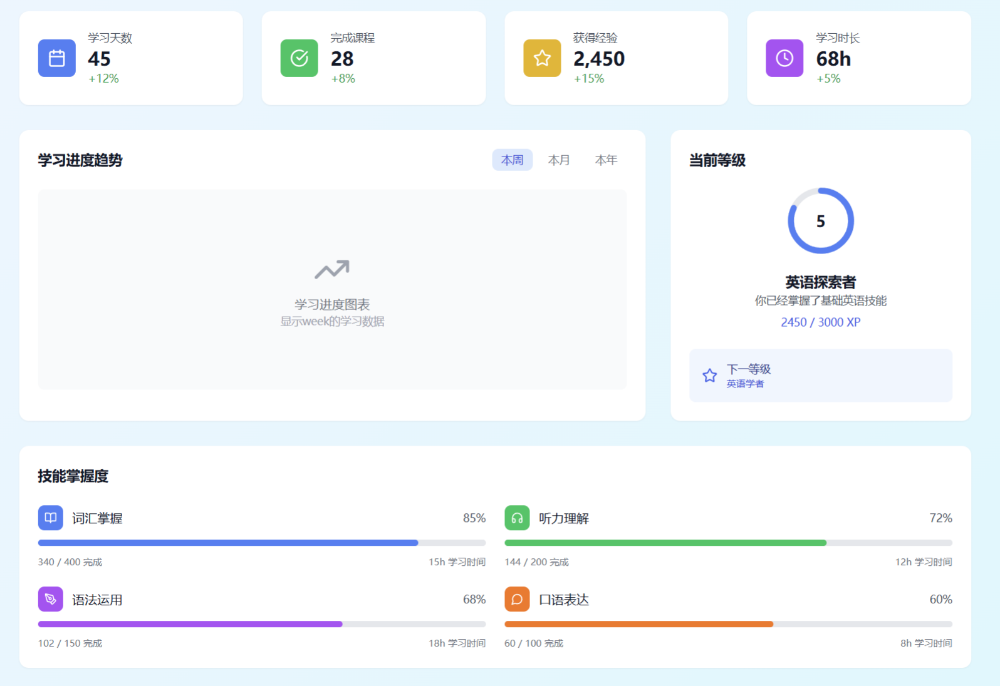 学习天数
45
+12%
完成课程
28
+8%
获得经验
2,450
+15%
学习时长
68h
+5%
学习进度趋势
本周 本月 本年
学习进度图表
显示week的学习数据
当前等级
5
英语探索者
你已经掌握了基础英语技能
2450 / 3000 XP
下一等级
英语学者
技能掌握度
词汇掌握 85%
340 / 400 完成 15h 学习时间
听力理解 72%
144 / 200 完成 12h 学习时间
语法运用 68%
102 / 150 完成 18h 学习时间
口语表达 60%
60 / 100 完成 8h 学习时间